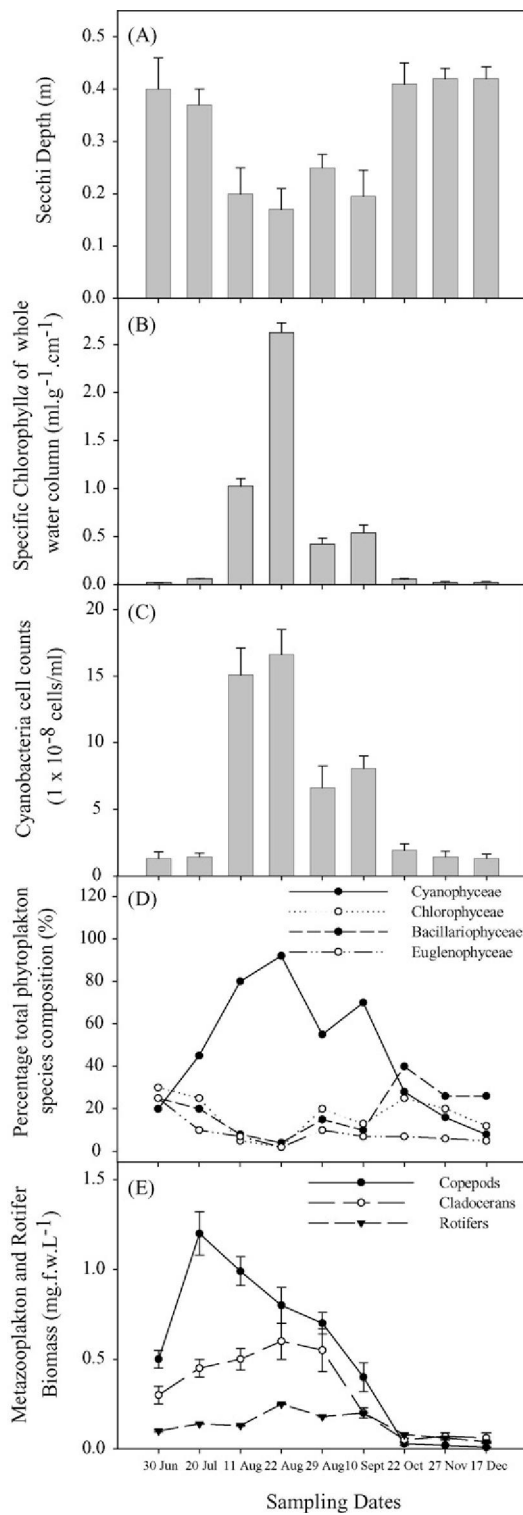 (A)
Secchi Depth (m)
0.5
0.4
0.3
0.2
0.1
0.0
(B)
Specific Chlorophylla of whole
water column (ml.g⁻¹.cm⁻¹)
2.5
2.0
1.5
1.0
0.5
0.0
(C)
Cyanobacteria cell counts
(1 x 10⁻⁸ cells/ml)
20
15
10
5
0
(D)
Percentage total phytoplakton
species composition (%)
120
100
80
60
40
20
0
Cyanophyceae
Chlorophyceae
Bacillariophyceae
Euglenophyceae
(E)
Metazooplakton and Rotifer
Biomass (mg.f.w.L⁻¹)
1.5
1.0
0.5
0.0
Copepods
Cladocerans
Rotifers
30 Jun 20 Jul 11 Aug 22 Aug 29 Aug 10 Sept 22 Oct 27 Nov 17 Dec
Sampling Dates